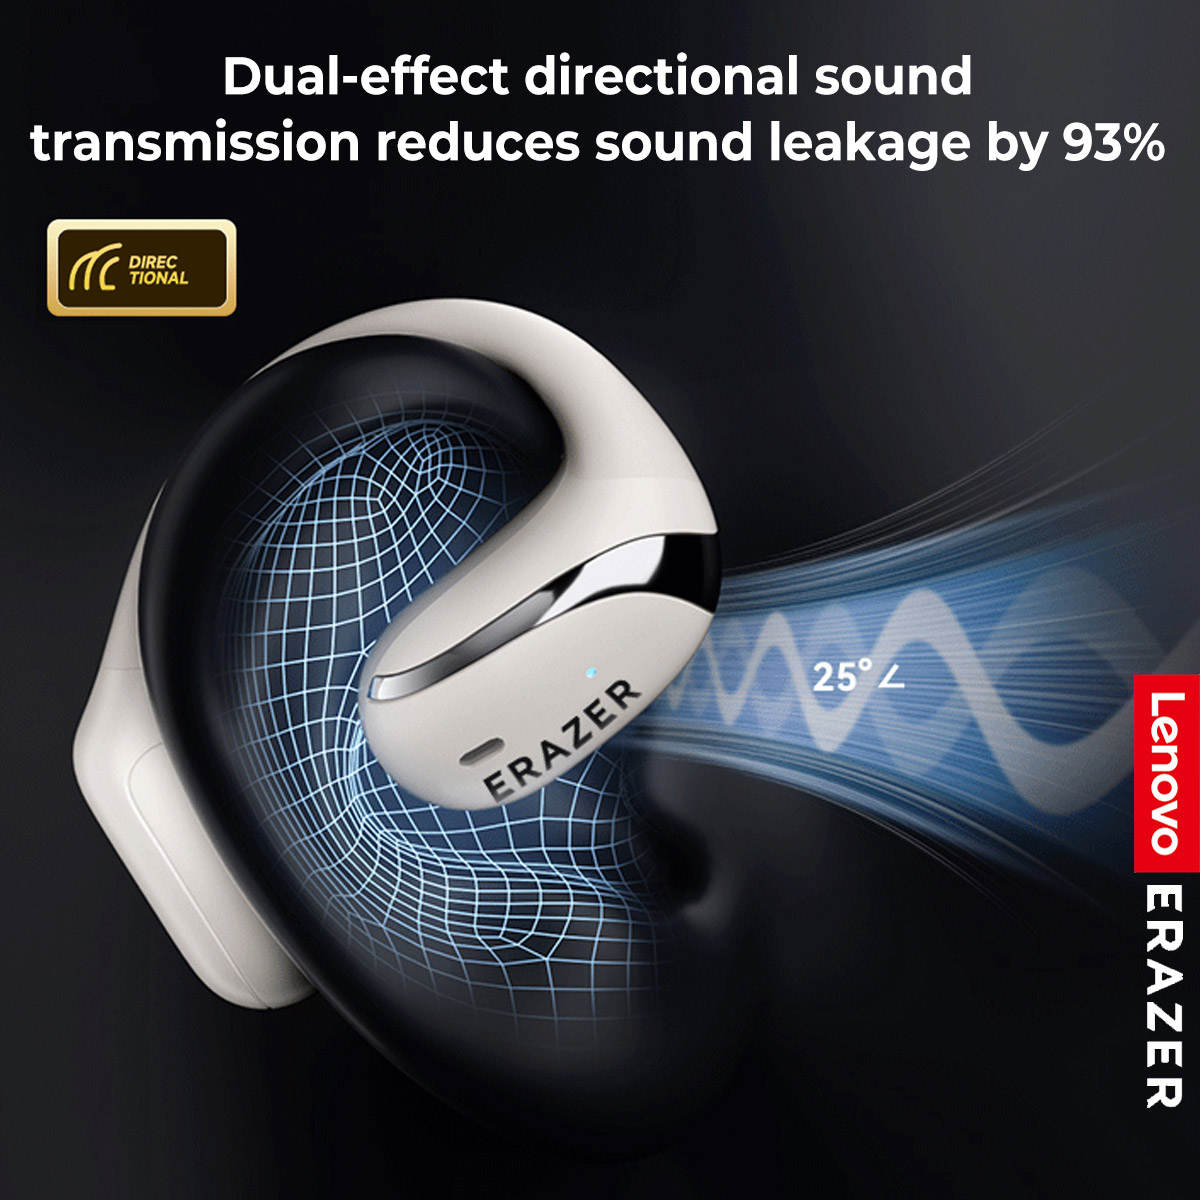 Dual-effect directional sound
transmission reduces sound leakage by 93%
DIREC
TIONAL
25°∠
ERAZER
Lenovo
ERAZER